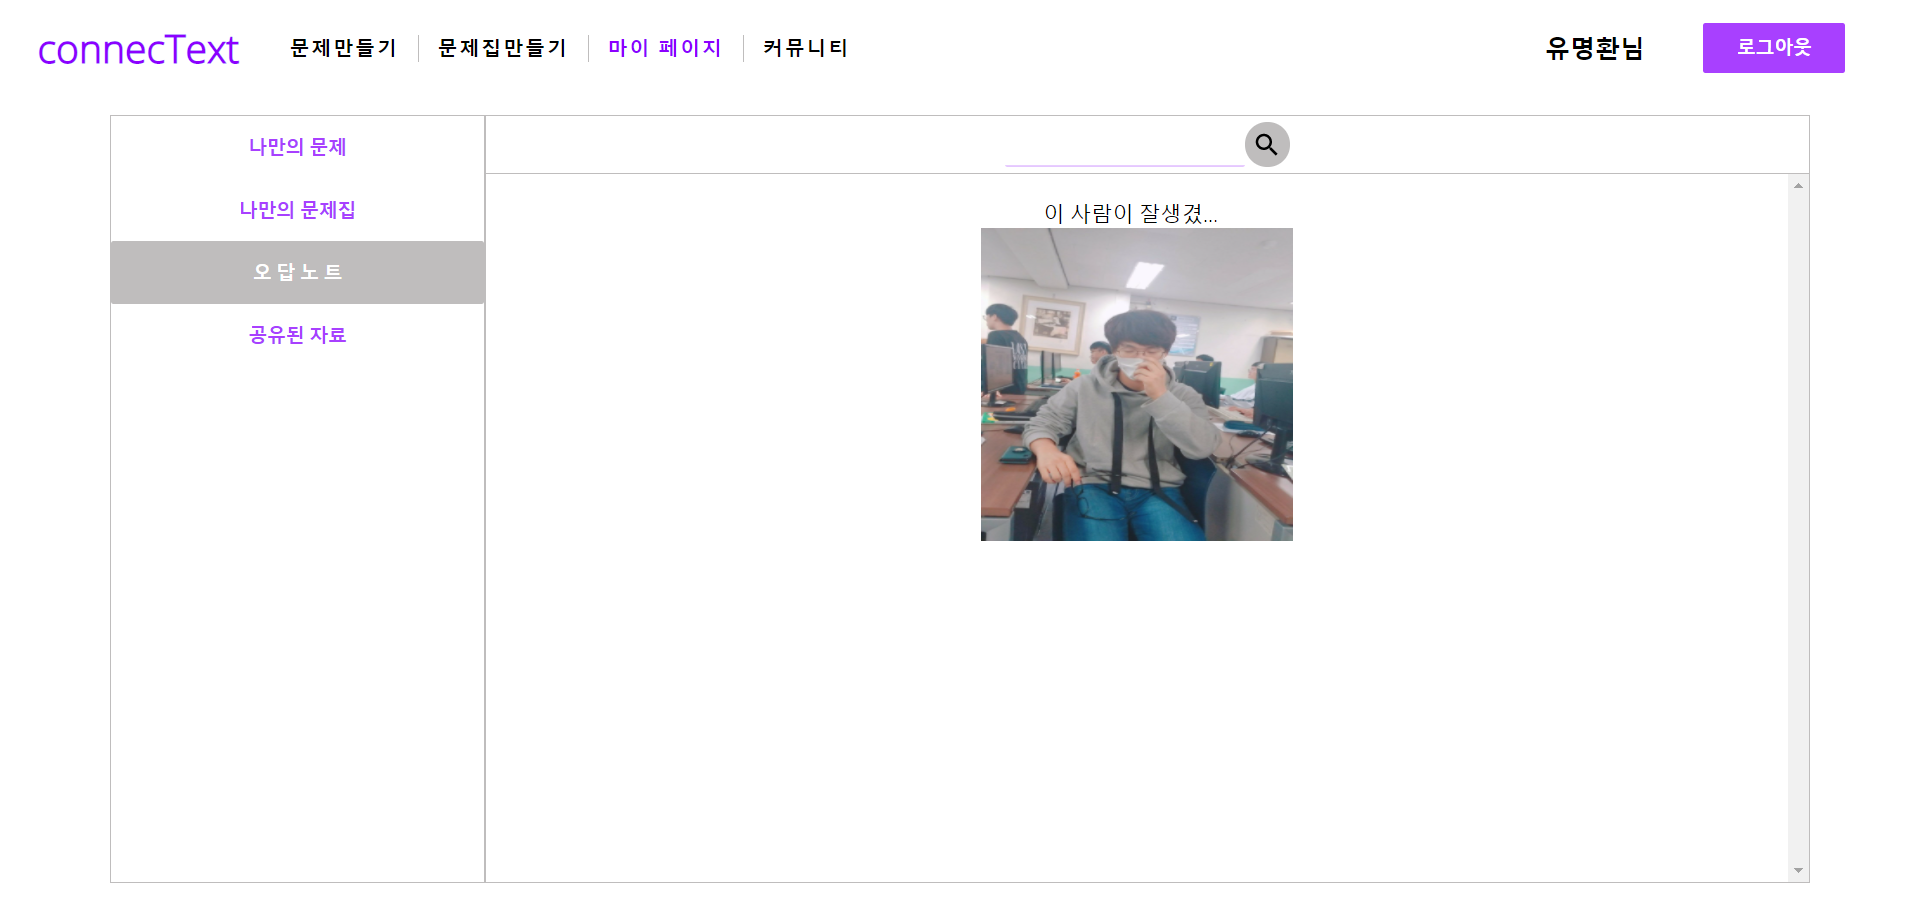 connecText
문제만들기
문제집만들기
마이 페이지
커뮤니티
유명환님
로그아웃
나만의 문제
나만의 문제집
오답노트
공유된 자료
이 사람이 잘생겼...